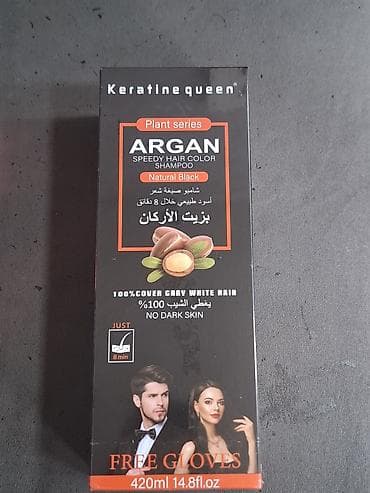 Keratine queen®
Plant series
ARGAN
SPEEDY HAIR COLOR
SHAMPOO
Natural Black
شامبو صبغة شعر
أسود طبيعي خلال 8 دقائق
بزيت الأركان
100%COVER GRAY WHITE HAIR
يغطي الشيب 100%
NO DARK SKIN
JUST
8 min
FREE GLOVES
420ml 14.8fl.oz